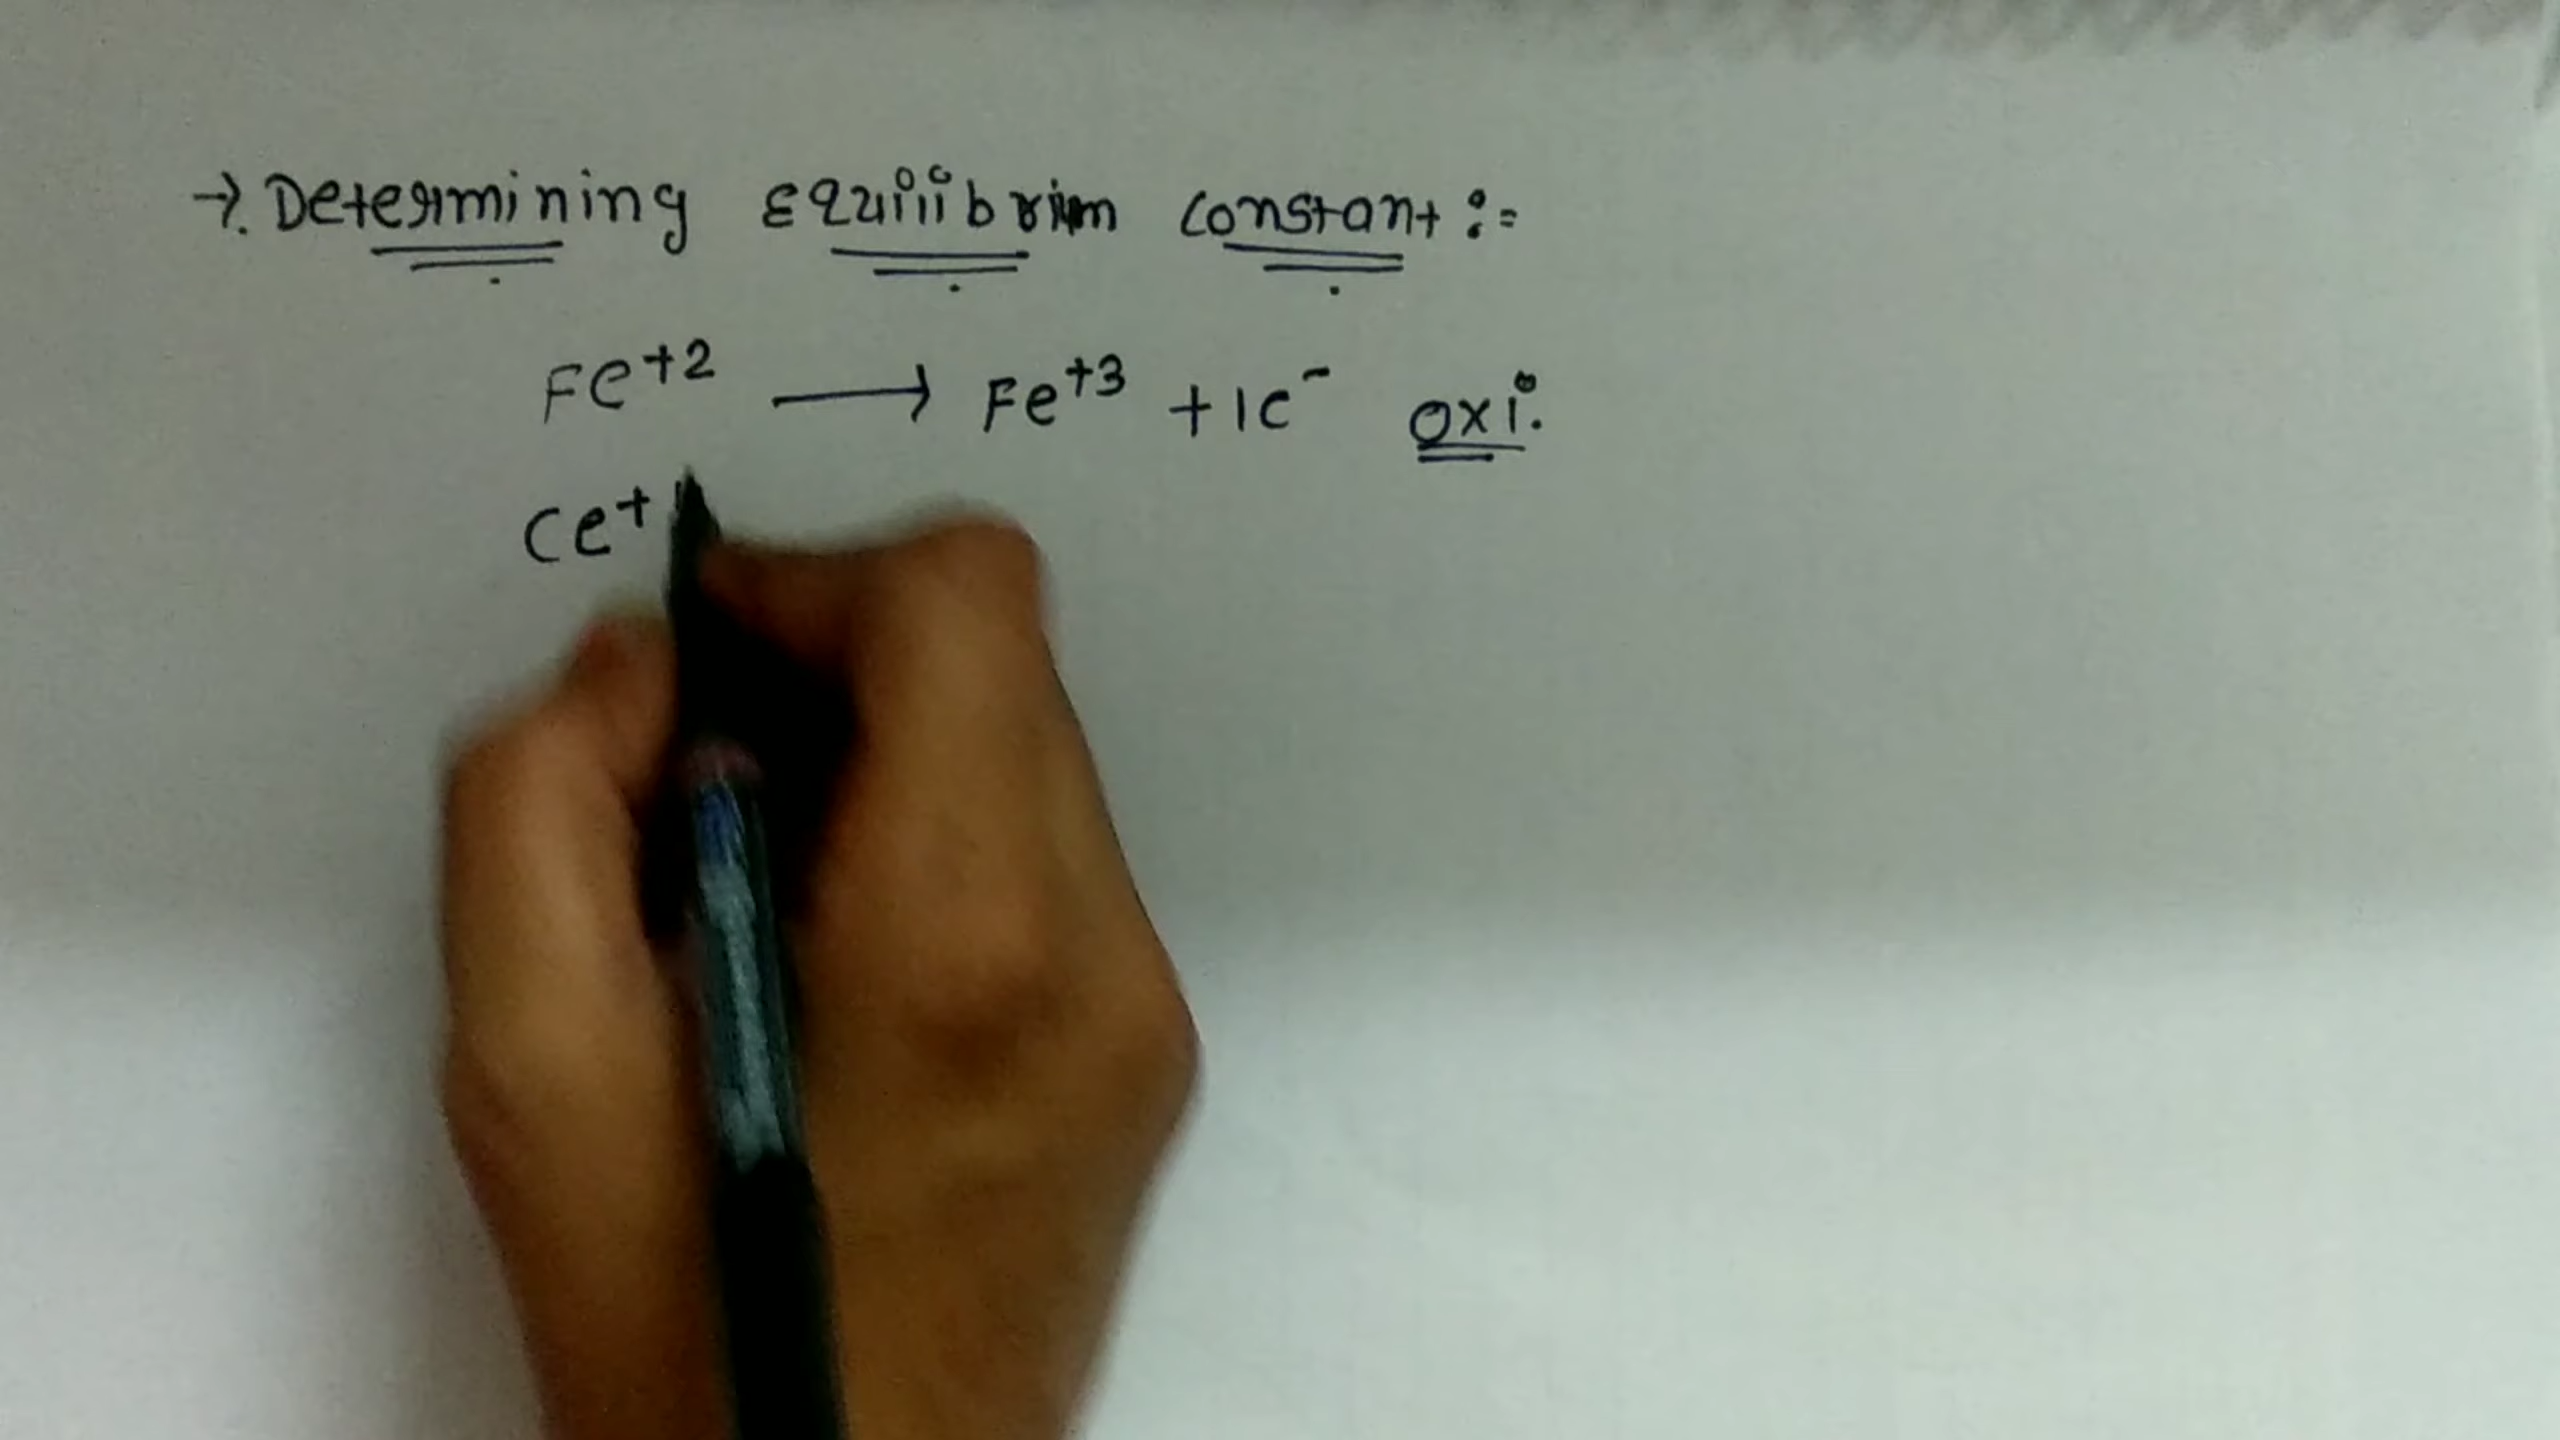 →. Determining Equilibrium constant :=
Fe⁺² ⟶ Fe⁺³ + 1e⁻ oxi.
Ce⁺